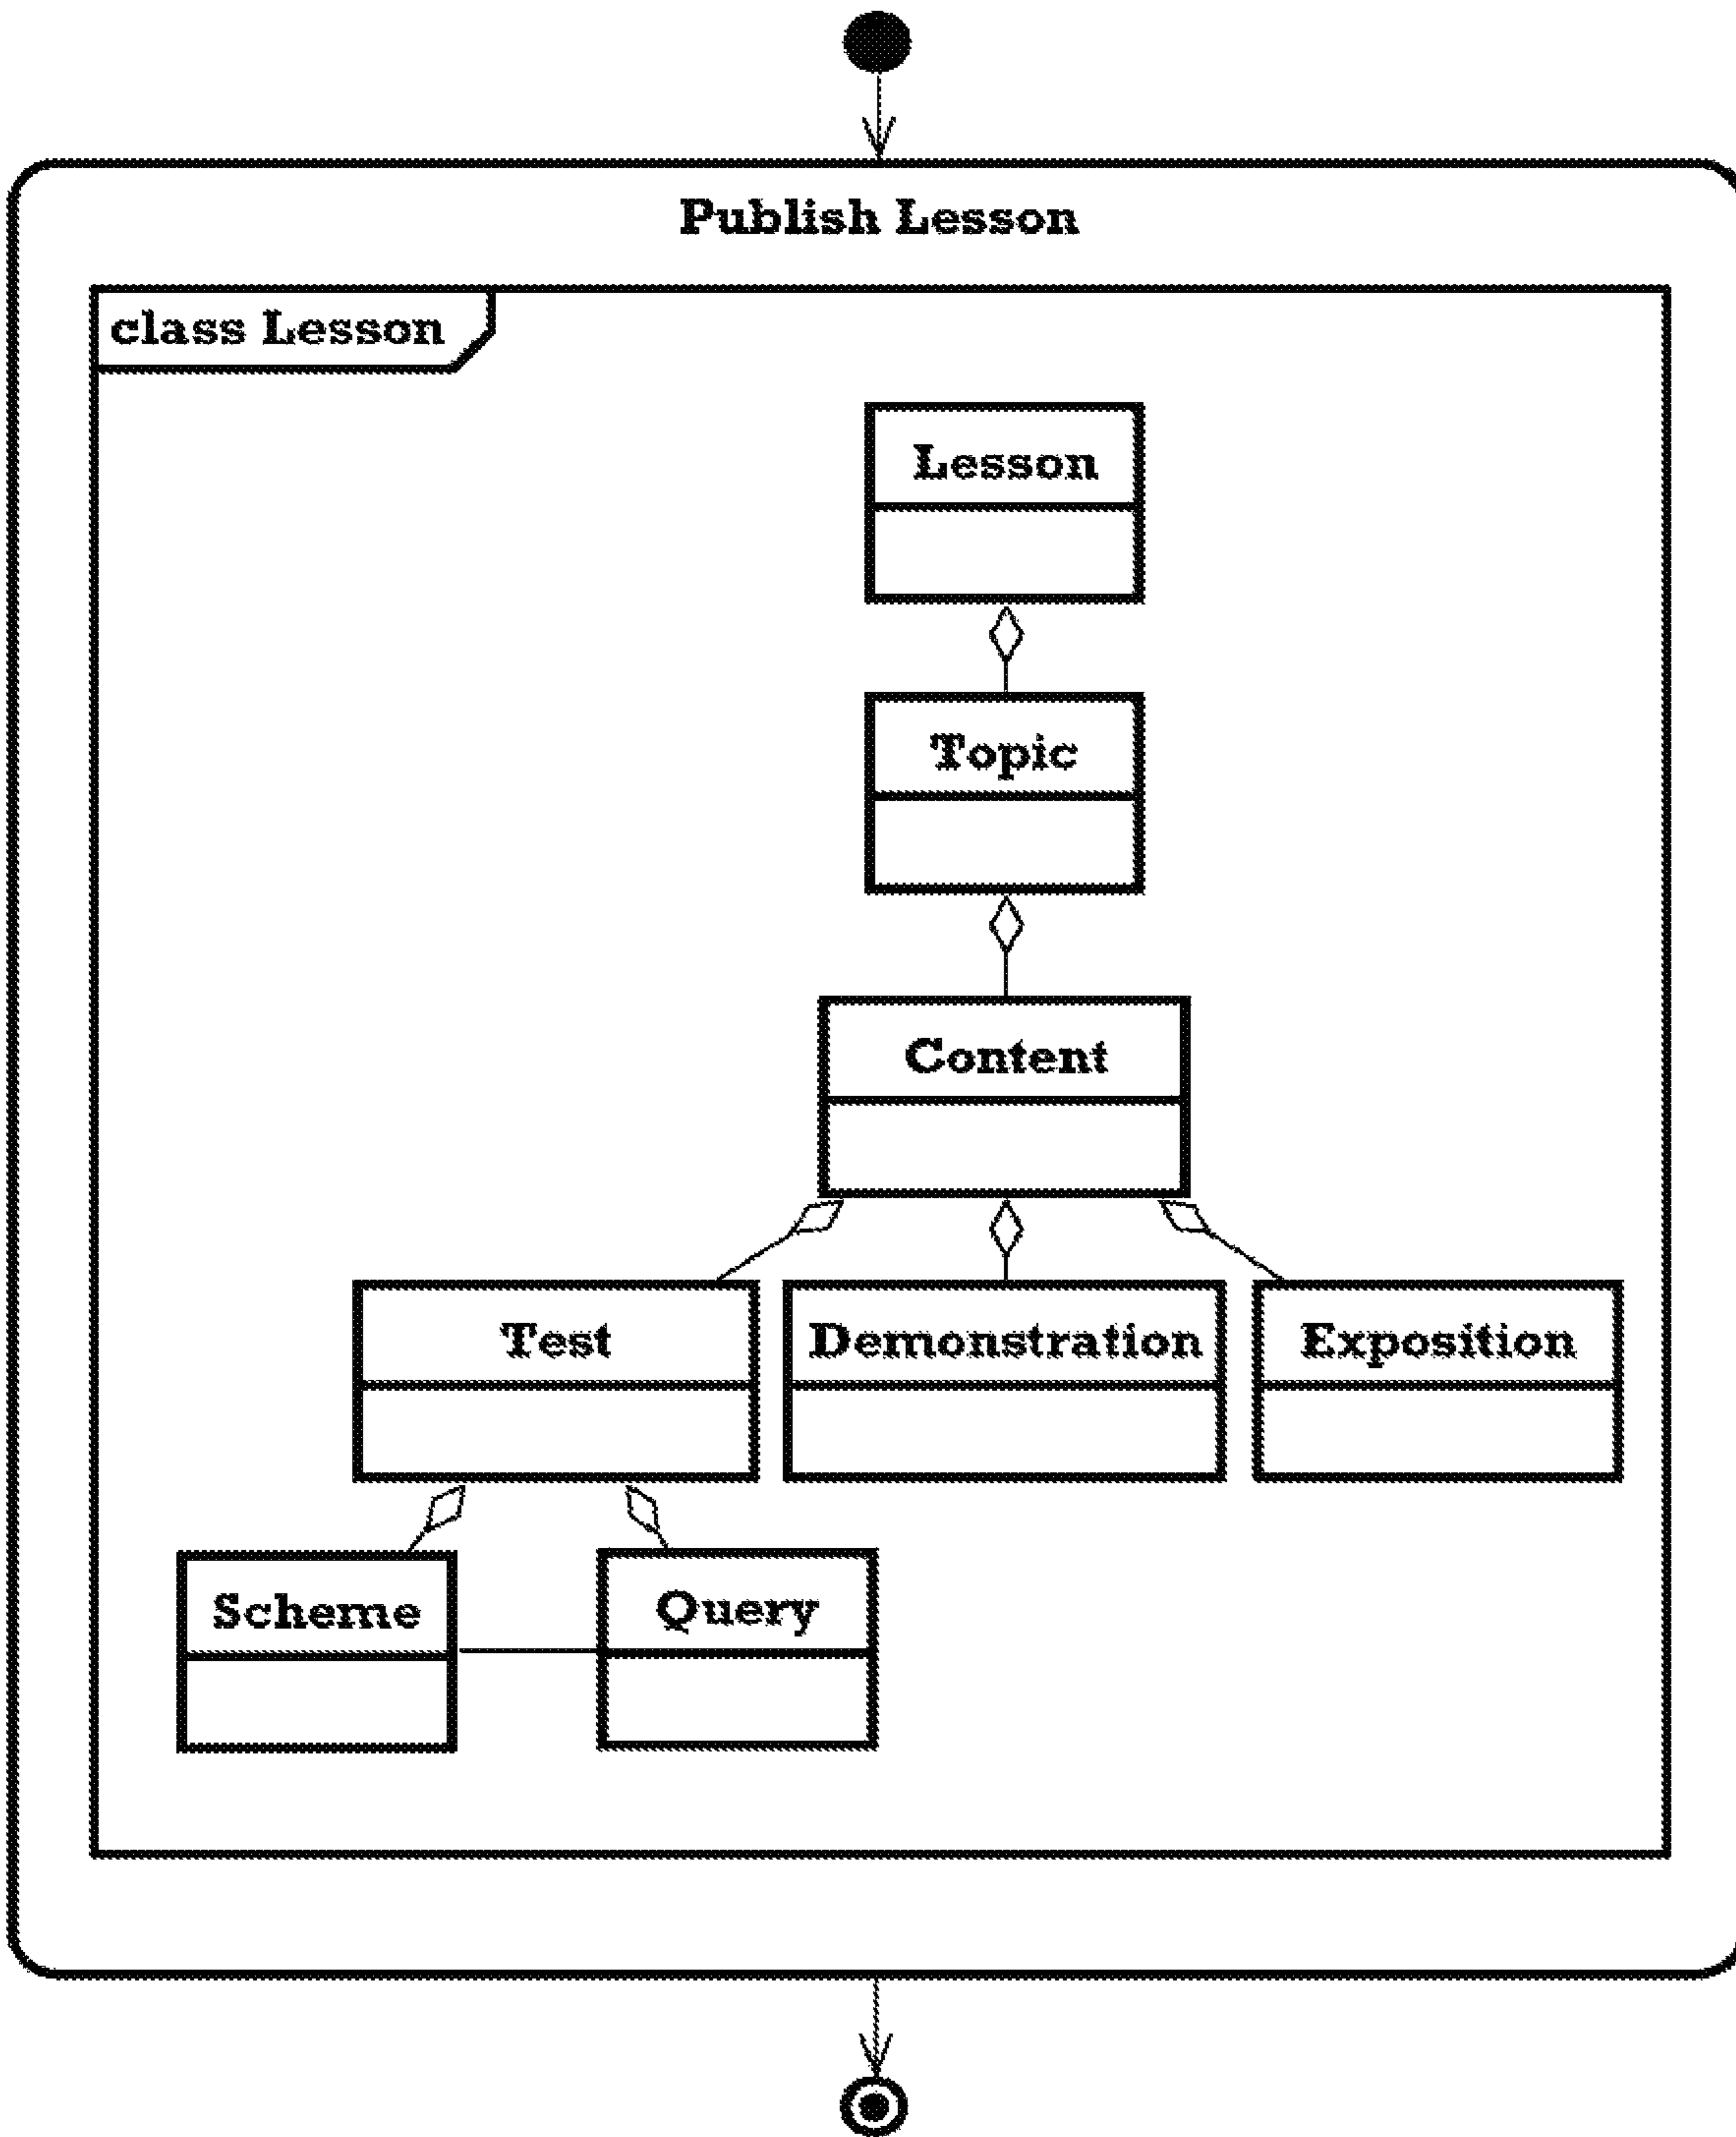 Publish Lesson
class Lesson
Lesson
Topic
Content
Test
Demonstration
Exposition
Scheme
Query